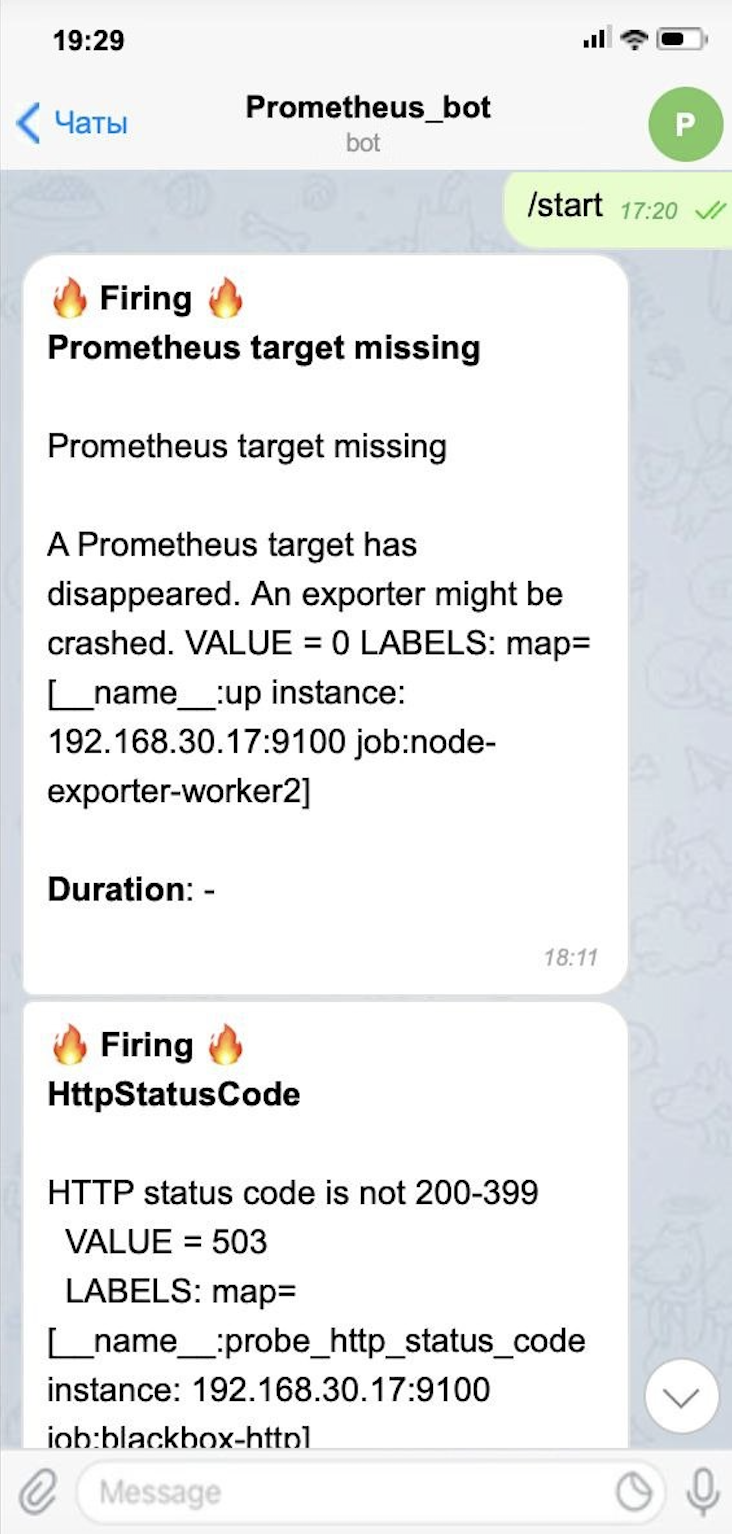 19:29
Чаты
Prometheus_bot
bot
P
/start 17:20
🔥 Firing 🔥
Prometheus target missing
Prometheus target missing
A Prometheus target has
disappeared. An exporter might be
crashed. VALUE = 0 LABELS: map=
[__name__:up instance:
192.168.30.17:9100 job:node-
exporter-worker2]
Duration: -
18:11
🔥 Firing 🔥
HttpStatusCode
HTTP status code is not 200-399
VALUE = 503
LABELS: map=
[__name__:probe_http_status_code
instance: 192.168.30.17:9100
job:blackbox-http]
Message